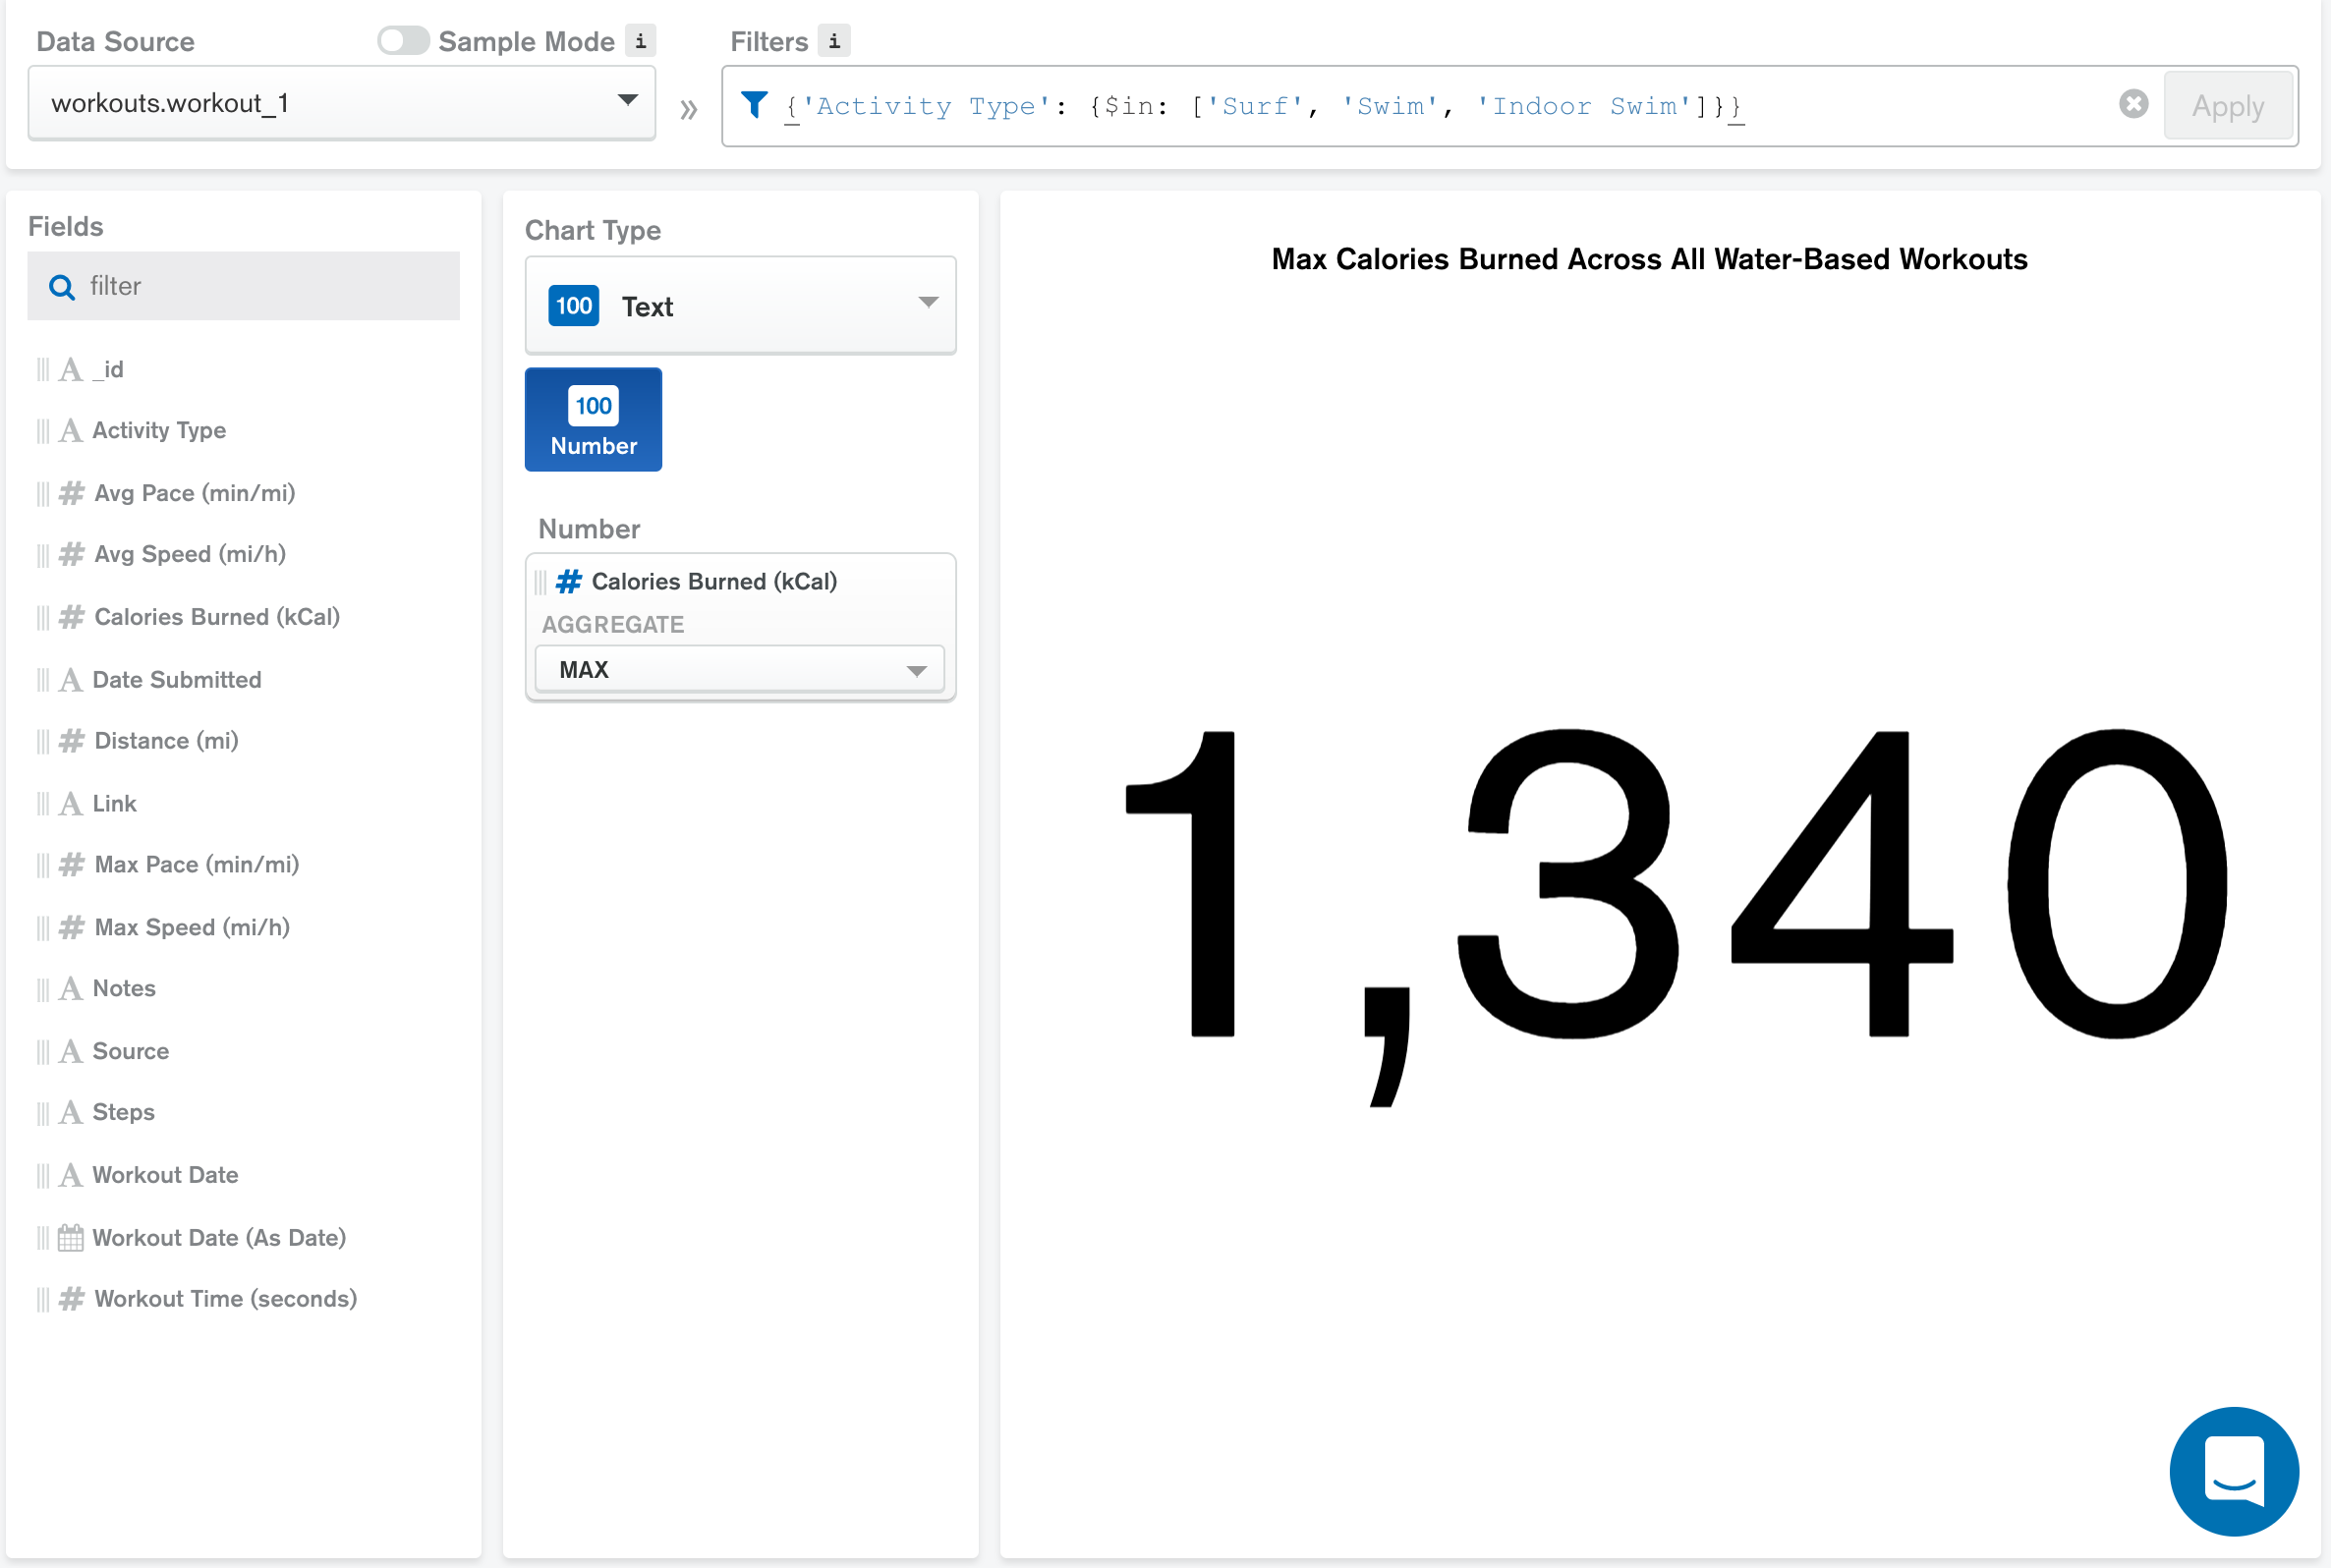 Data Source
Sample Mode i
workouts.workout_1
»
Filters i
{'Activity Type': {$in: ['Surf', 'Swim', 'Indoor Swim']}}
Apply
Fields
filter
A _id
A Activity Type
# Avg Pace (min/mi)
# Avg Speed (mi/h)
# Calories Burned (kCal)
A Date Submitted
# Distance (mi)
A Link
# Max Pace (min/mi)
# Max Speed (mi/h)
A Notes
A Source
A Steps
A Workout Date
Workout Date (As Date)
# Workout Time (seconds)
Chart Type
100 Text
100
Number
Number
# Calories Burned (kCal)
AGGREGATE
MAX
Max Calories Burned Across All Water-Based Workouts
1,340